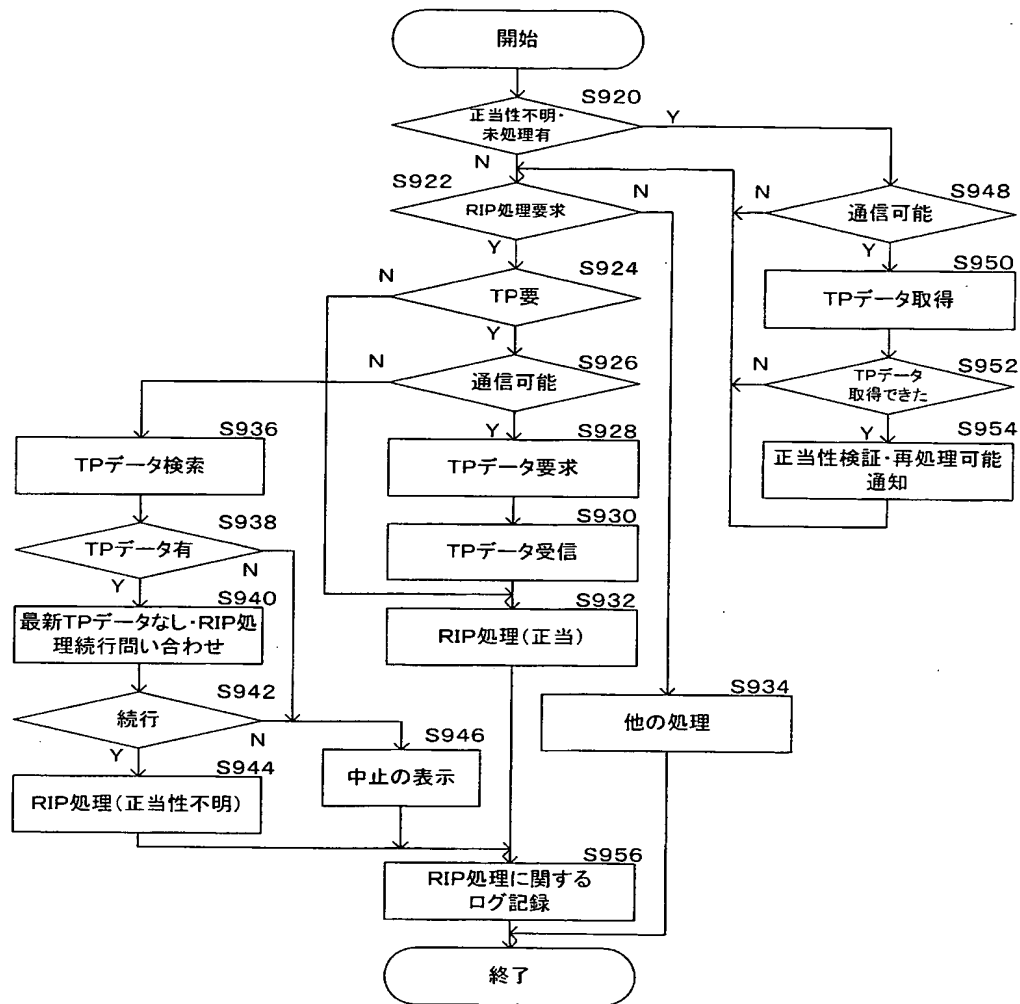 開始
S920
正当性不明・
未処理有
Y
N
S922
RIP処理要求
N
Y
S948
通信可能
N
Y
S924
TP要
N
Y
S950
TPデータ取得
S926
通信可能
N
Y
S952
TPデータ
取得できた
N
Y
S936
TPデータ検索
S928
TPデータ要求
S954
正当性検証・再処理可能
通知
S938
TPデータ有
N
Y
S930
TPデータ受信
S940
最新TPデータなし・RIP処
理続行問い合わせ
S932
RIP処理(正当)
S942
続行
N
Y
S934
他の処理
S946
中止の表示
S944
RIP処理(正当性不明)
S956
RIP処理に関する
ログ記録
終了